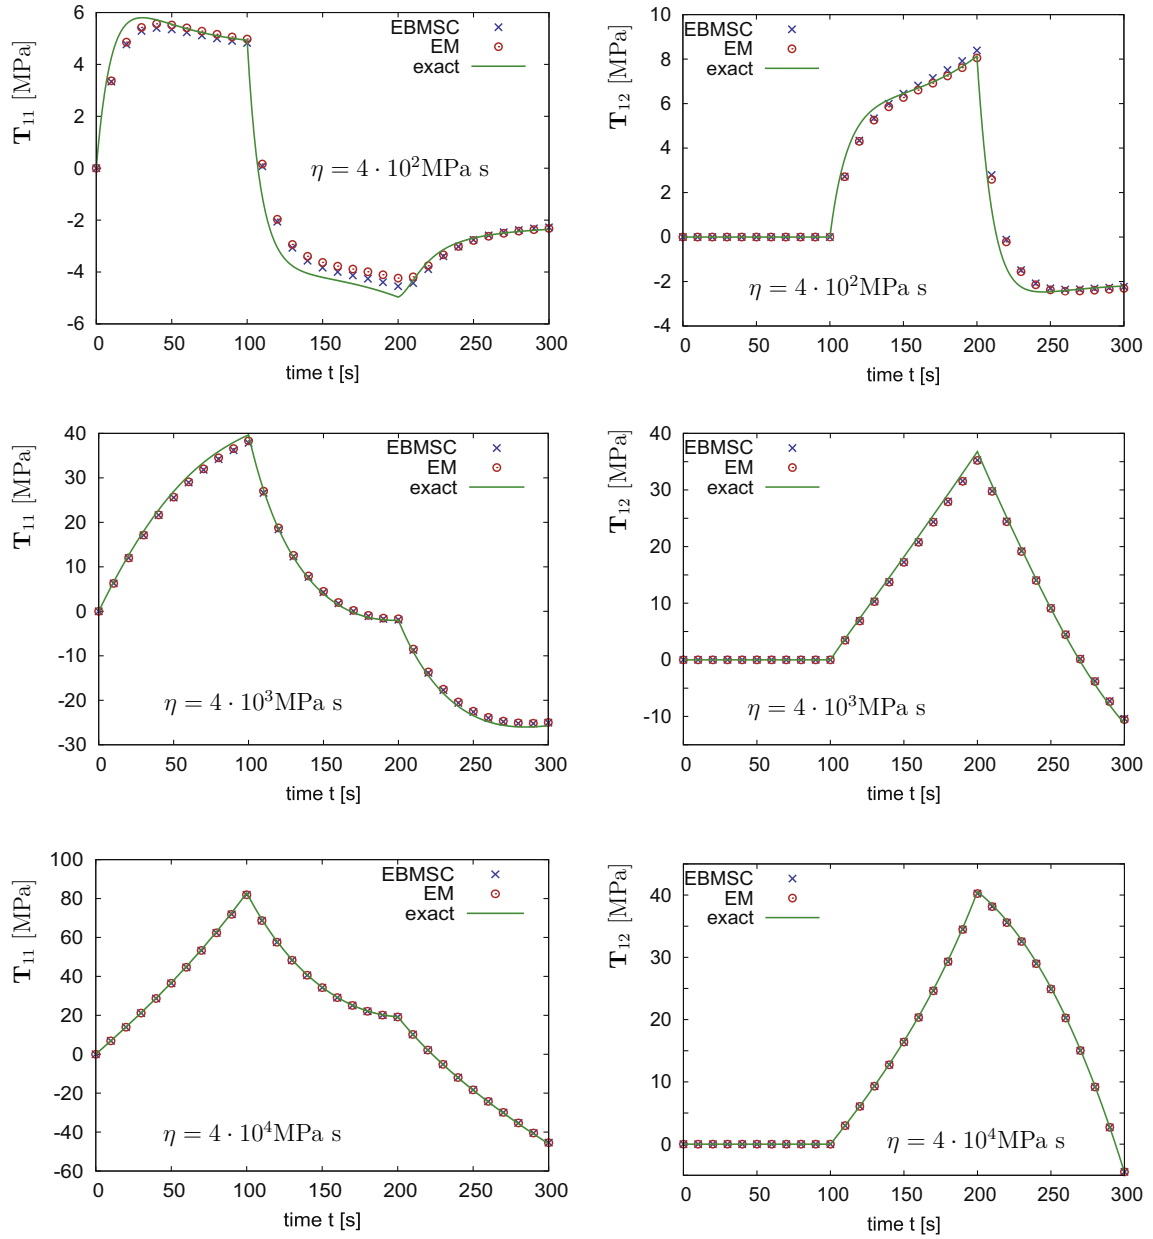 T11 [MPa]
6
4
2
0
-2
-4
-6
EBMSC
EM
exact
η = 4 · 10²MPa s
0 50 100 150 200 250 300
time t [s]
T12 [MPa]
10
8
6
4
2
0
-2
-4
EBMSC
EM
exact
η = 4 · 10²MPa s
0 50 100 150 200 250 300
time t [s]
T11 [MPa]
40
30
20
10
0
-10
-20
-30
EBMSC
EM
exact
η = 4 · 10³MPa s
0 50 100 150 200 250 300
time t [s]
T12 [MPa]
40
30
20
10
0
-10
EBMSC
EM
exact
η = 4 · 10³MPa s
0 50 100 150 200 250 300
time t [s]
T11 [MPa]
100
80
60
40
20
0
-20
-40
-60
EBMSC
EM
exact
η = 4 · 10⁴MPa s
0 50 100 150 200 250 300
time t [s]
T12 [MPa]
40
30
20
10
0
EBMSC
EM
exact
η = 4 · 10⁴MPa s
0 50 100 150 200 250 300
time t [s]